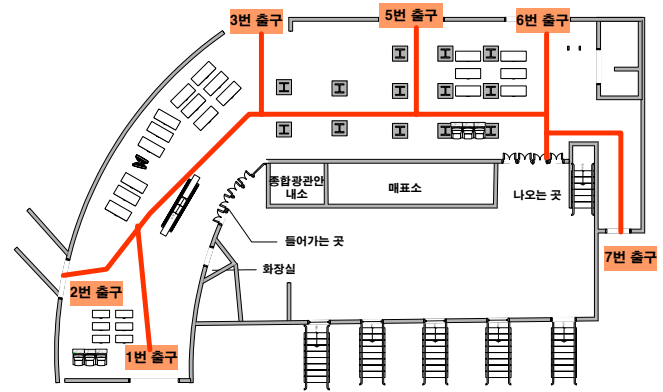 3번 출구
5번 출구
6번 출구
종합광관안
내소
매표소
나오는 곳
들어가는 곳
화장실
7번 출구
2번 출구
1번 출구